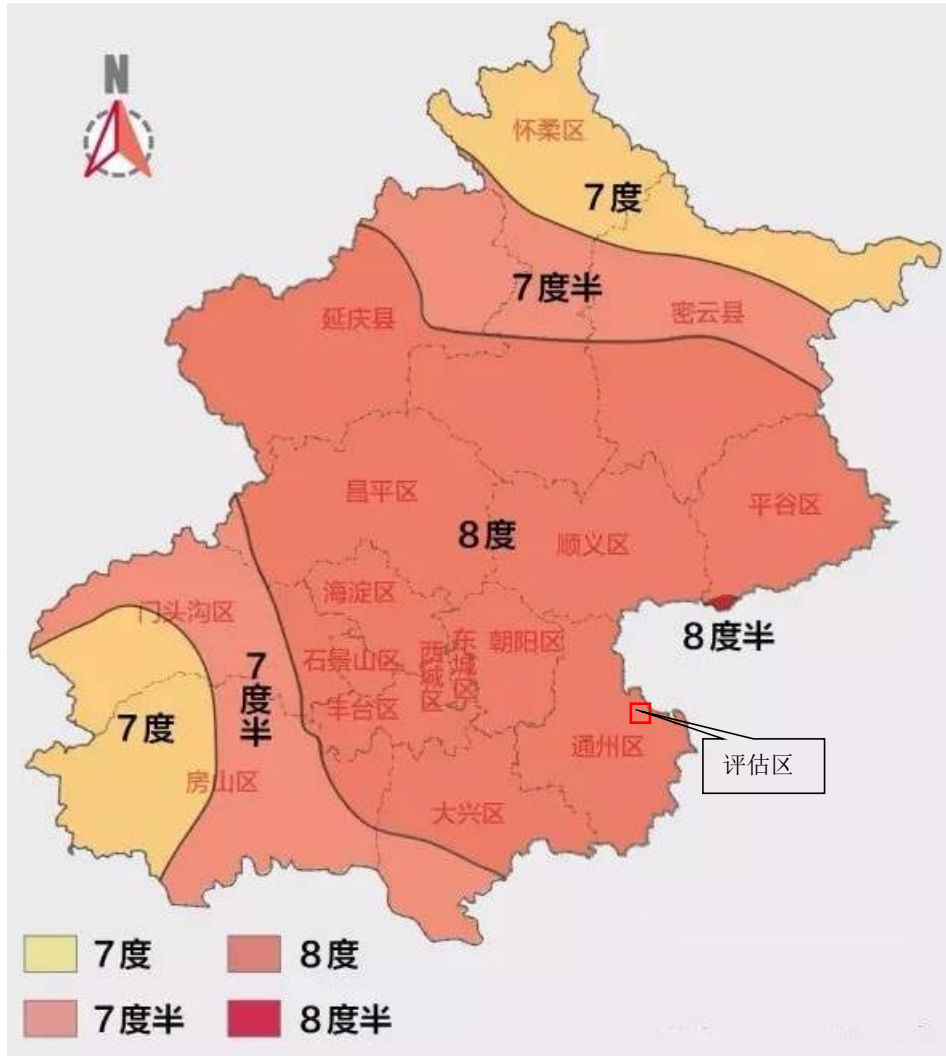 N
怀柔区
7度
7度半
密云县
延庆县
昌平区
8度
顺义区
平谷区
海淀区
门头沟区
8度半
石景山区
西城区
东城区
朝阳区
7度半
丰台区
7度
通州区
评估区
房山区
大兴区
7度
8度
7度半
8度半